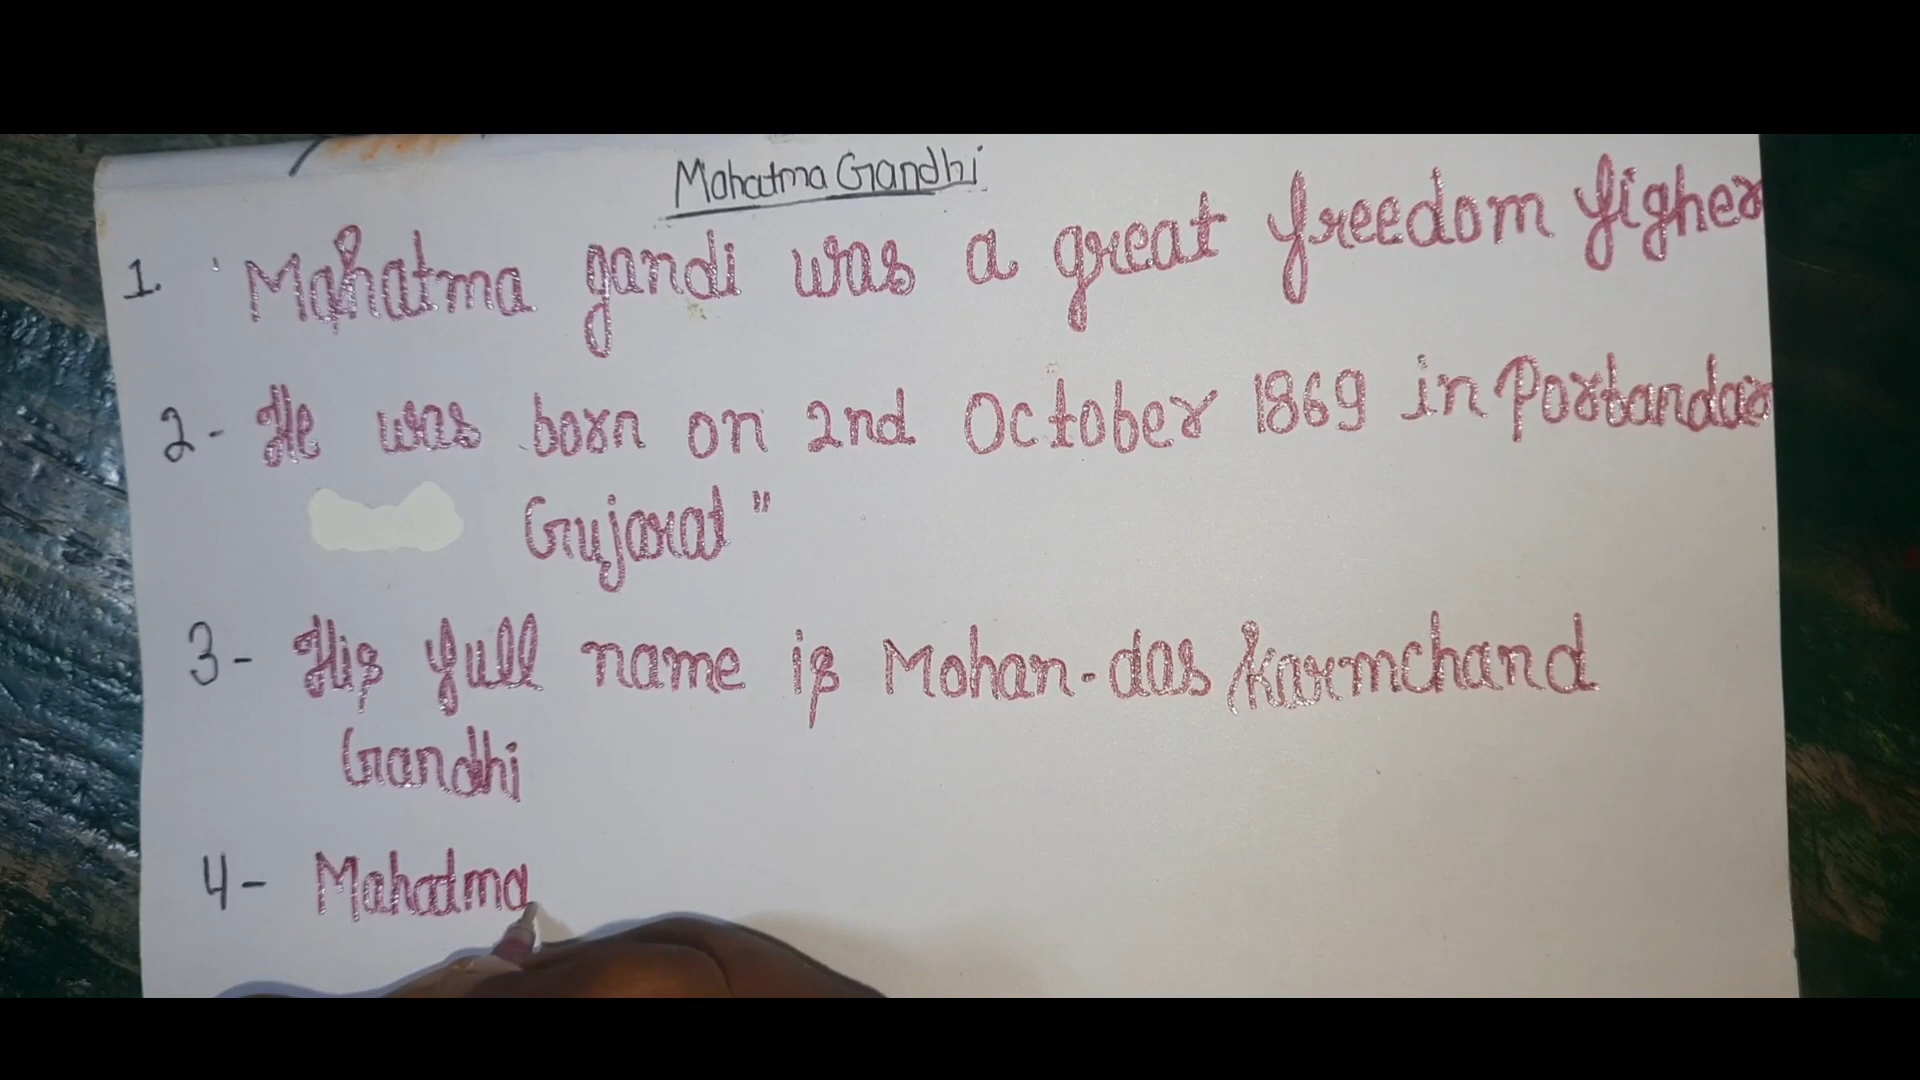 Mahatma Gandhi
1. ' Mahatma gandi was a great freedom figher
2- He was born on 2nd October 1869 in Porbandar
Gujarat "
3- His full name is Mohan-das karmchand
Gandhi
4- Mahatma